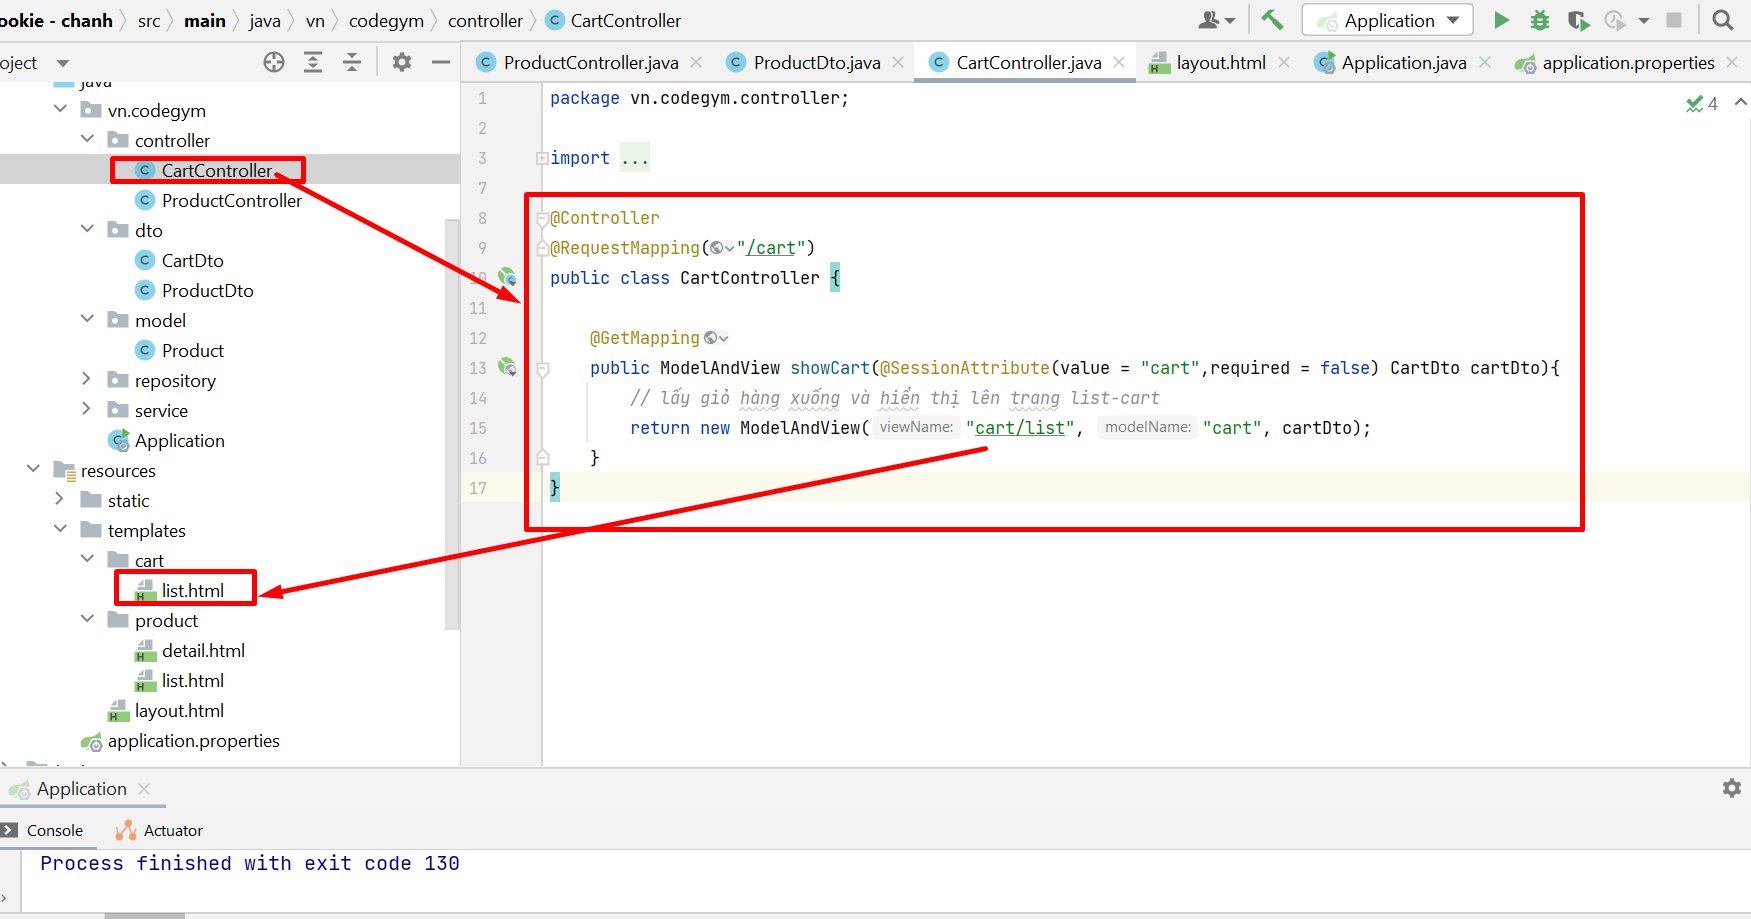 ookie - chanh src main java vn codegym controller CartController Application
oject
ProductController.java ProductDto.java CartController.java layout.html Application.java application.properties
java
vn.codegym
controller
CartController
ProductController
dto
CartDto
ProductDto
model
Product
repository
service
Application
resources
static
templates
cart
list.html
product
detail.html
list.html
layout.html
application.properties
4
1 package vn.codegym.controller;
2
3 import ...
7
8 @Controller
9 @RequestMapping("/cart")
10 public class CartController {
11
12 @GetMapping
13 public ModelAndView showCart(@SessionAttribute(value = "cart",required = false) CartDto cartDto){
14 // lấy giỏ hàng xuống và hiển thị lên trang list-cart
15 return new ModelAndView( viewName: "cart/list", modelName: "cart", cartDto);
16 }
17 }
Application
Console Actuator
Process finished with exit code 130